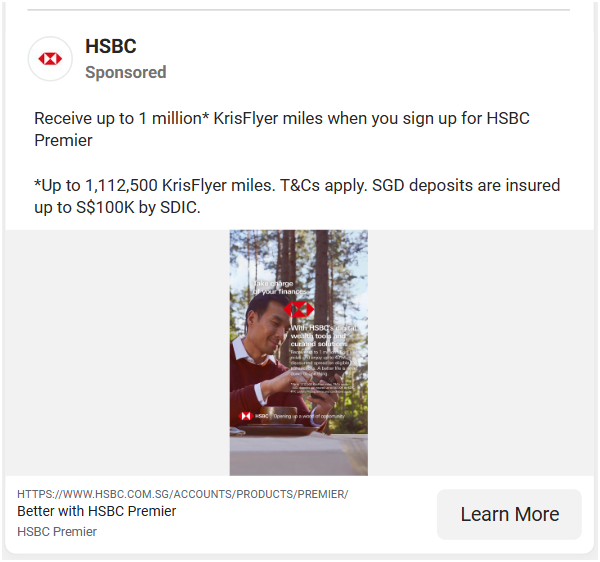 HSBC
Sponsored
Receive up to 1 million* KrisFlyer miles when you sign up for HSBC
Premier
*Up to 1,112,500 KrisFlyer miles. T&Cs apply. SGD deposits are insured
up to S$100K by SDIC.
Take charge
of your finances
With HSBC's digital
wealth tools and
curated solutions
HSBC | Opening up a world of opportunity
HTTPS://WWW.HSBC.COM.SG/ACCOUNTS/PRODUCTS/PREMIER/
Better with HSBC Premier
HSBC Premier
Learn More